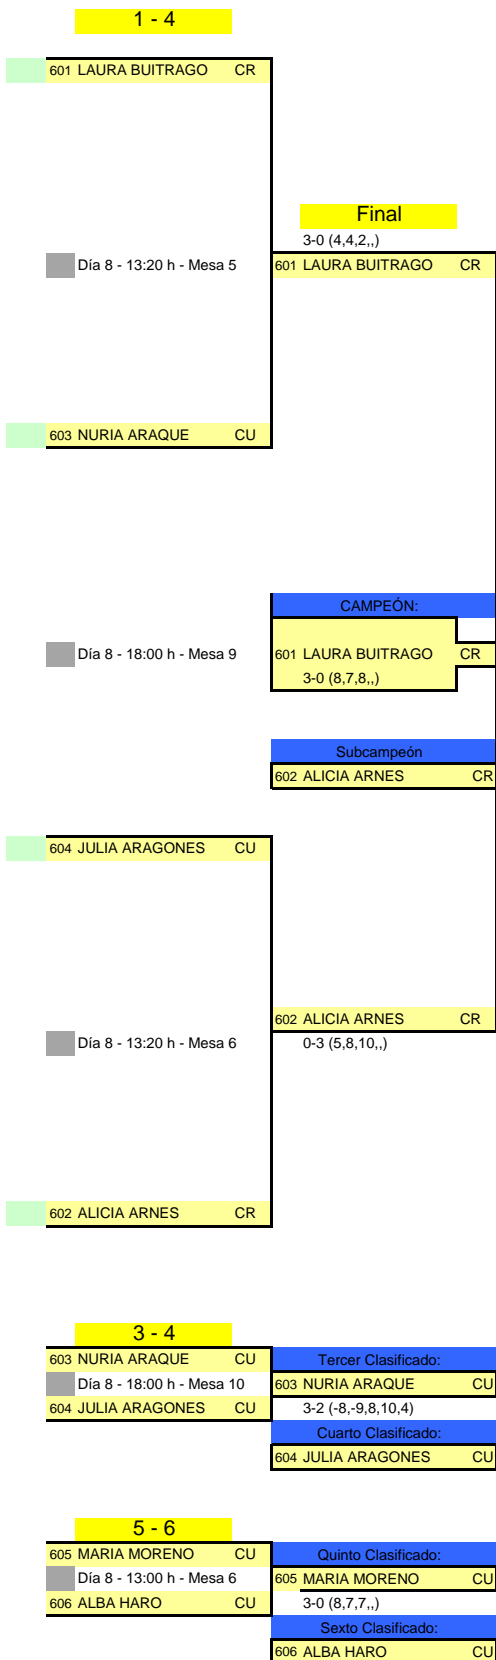 1 - 4
601 LAURA BUITRAGO CR
Final
3-0 (4,4,2,,)
Día 8 - 13:20 h - Mesa 5
601 LAURA BUITRAGO CR
603 NURIA ARAQUE CU
CAMPEÓN:
Día 8 - 18:00 h - Mesa 9
601 LAURA BUITRAGO CR
3-0 (8,7,8,,)
Subcampeón
602 ALICIA ARNES CR
604 JULIA ARAGONES CU
602 ALICIA ARNES CR
Día 8 - 13:20 h - Mesa 6
0-3 (5,8,10,,)
602 ALICIA ARNES CR
3 - 4
603 NURIA ARAQUE CU
Tercer Clasificado:
Día 8 - 18:00 h - Mesa 10
603 NURIA ARAQUE CU
604 JULIA ARAGONES CU
3-2 (-8,-9,8,10,4)
Cuarto Clasificado:
604 JULIA ARAGONES CU
5 - 6
605 MARIA MORENO CU
Quinto Clasificado:
Día 8 - 13:00 h - Mesa 6
605 MARIA MORENO CU
606 ALBA HARO CU
3-0 (8,7,7,,)
Sexto Clasificado:
606 ALBA HARO CU